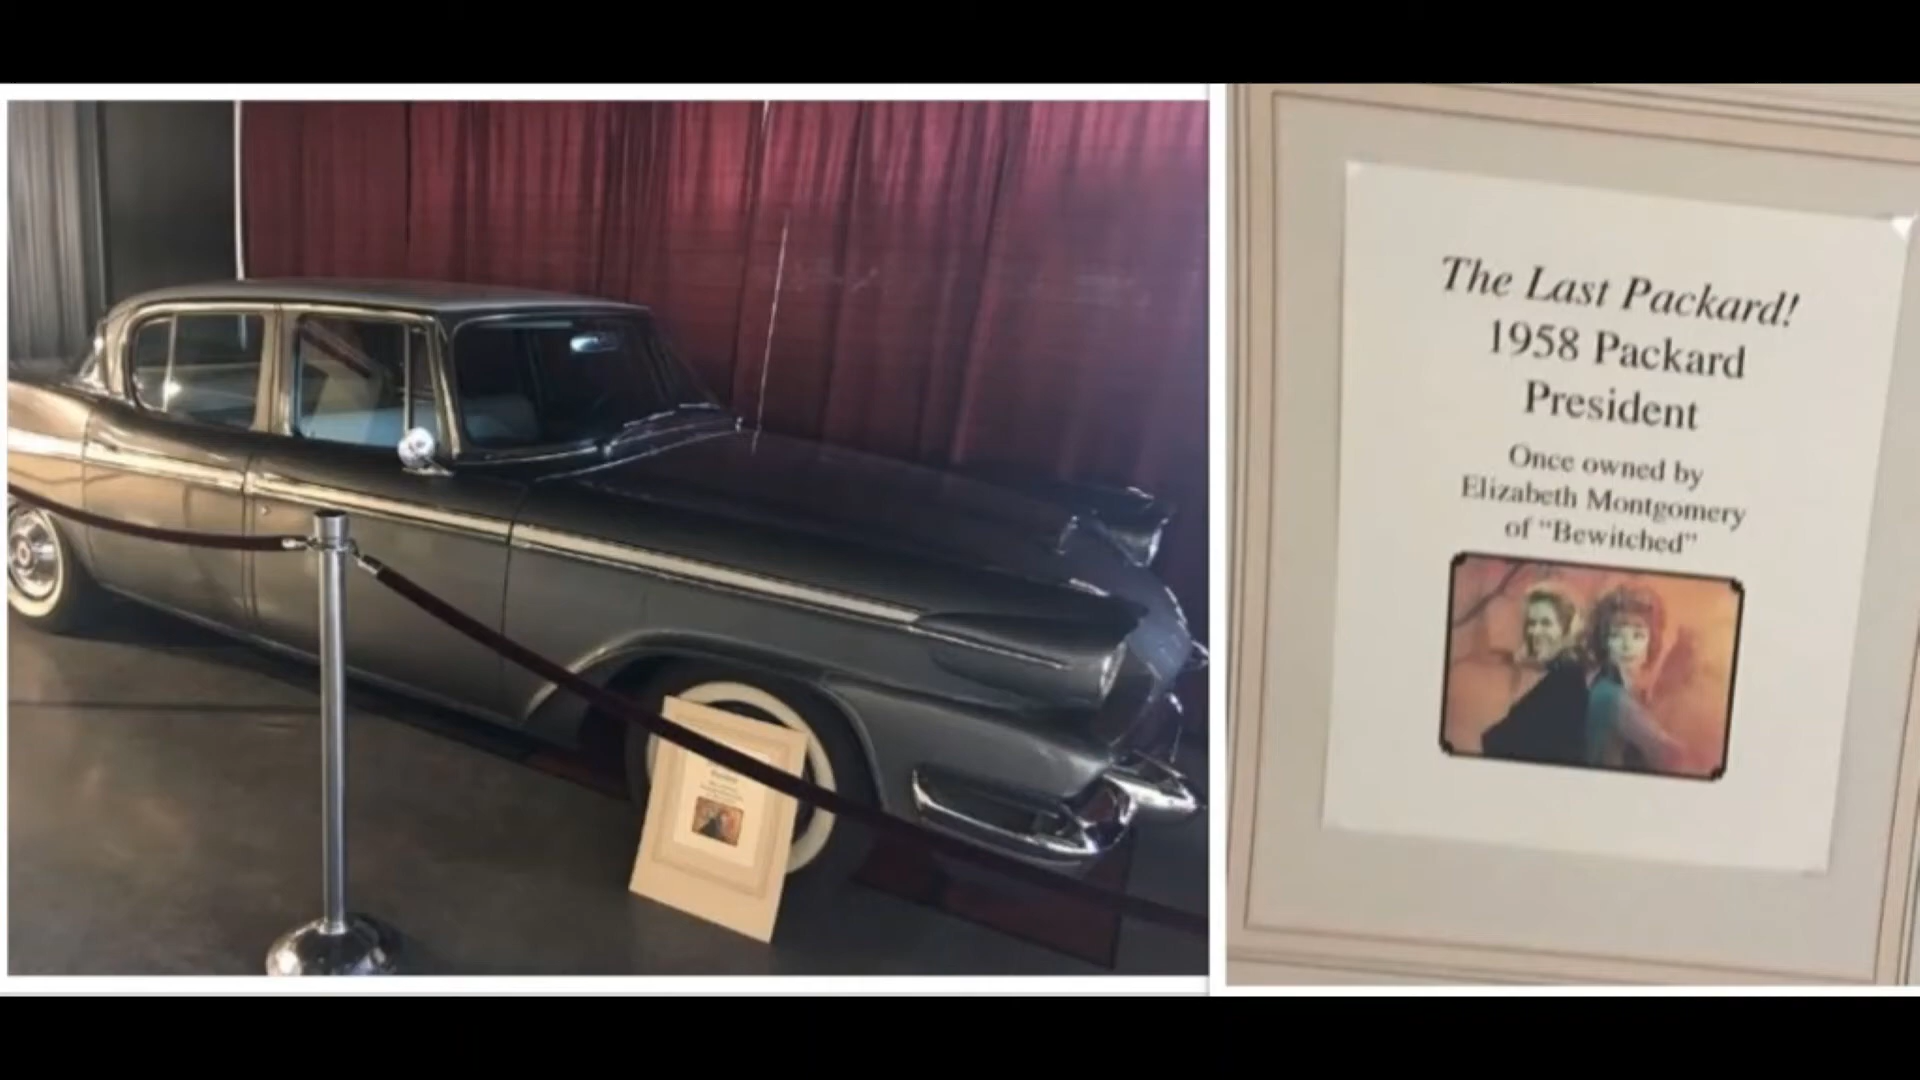 The Last Packard!
1958 Packard
President
Once owned by
Elizabeth Montgomery
of “Bewitched”